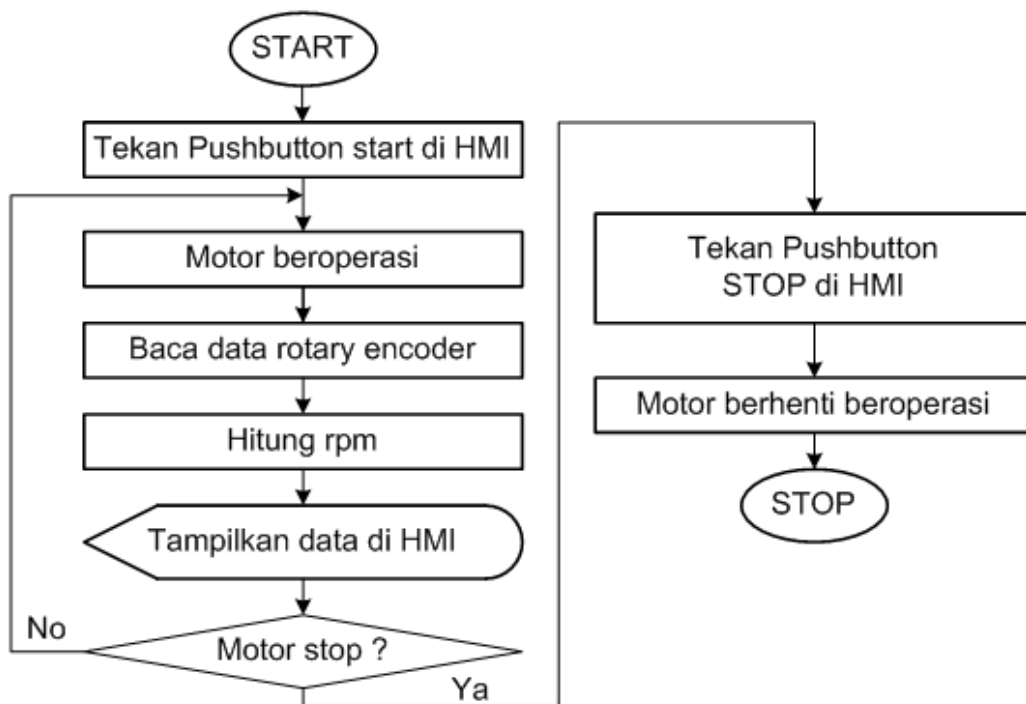 START
Tekan Pushbutton start di HMI
Motor beroperasi
Baca data rotary encoder
Hitung rpm
Tampilkan data di HMI
Motor stop ?
No
Ya
Tekan Pushbutton
STOP di HMI
Motor berhenti beroperasi
STOP